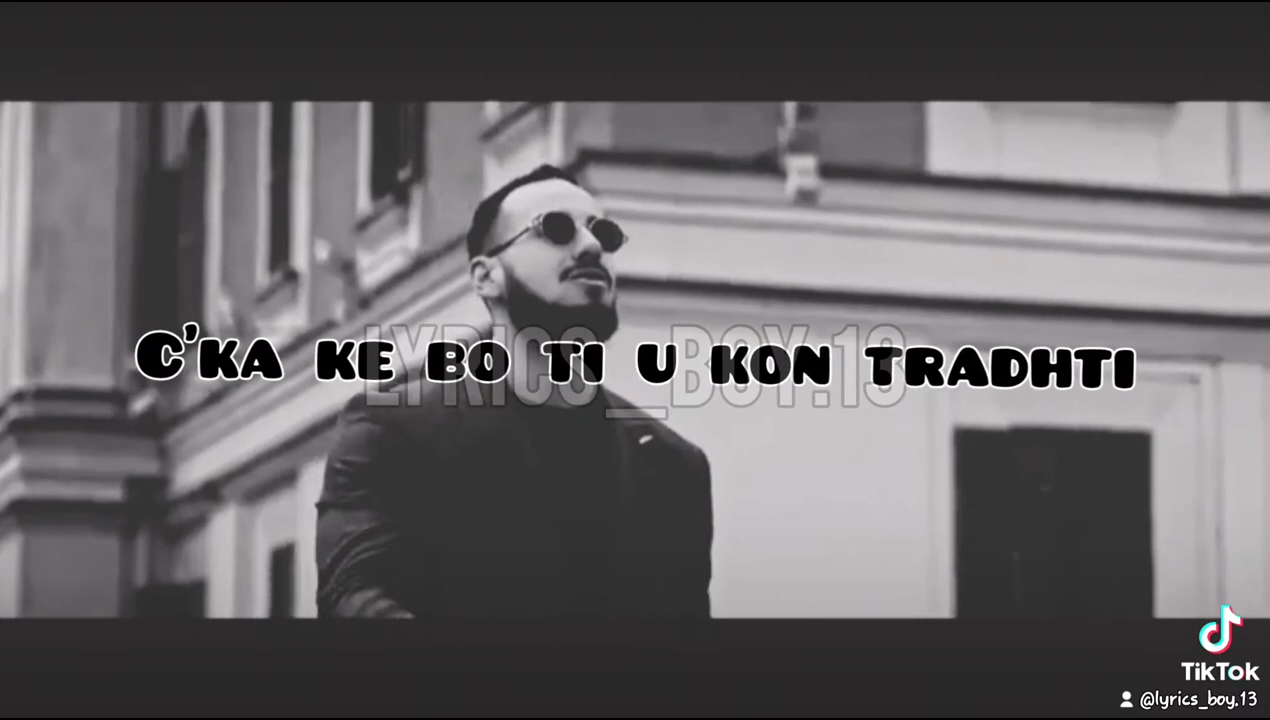 C'KA KE BO TI U KON TRADHTI
LYRICS_BOY.13
TikTok
@lyrics_boy.13